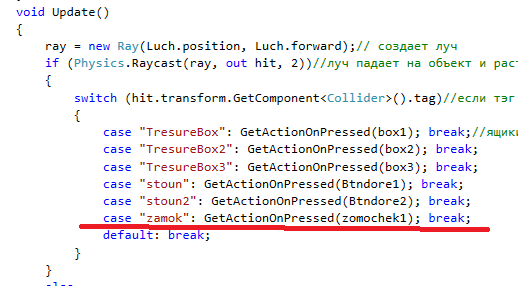 void Update()
{
ray = new Ray(Luch.position, Luch.forward);// создает луч
if (Physics.Raycast(ray, out hit, 2))//луч падает на объект и раст
{
switch (hit.transform.GetComponent<Collider>().tag)//если тэг
{
case "TresureBox": GetActionOnPressed(box1); break;//ящики
case "TresureBox2": GetActionOnPressed(box2); break;
case "TresureBox3": GetActionOnPressed(box3); break;
case "stoun": GetActionOnPressed(Btndore1); break;
case "stoun2": GetActionOnPressed(Btndore2); break;
case "zamok": GetActionOnPressed(zomochek1); break;
default: break;
}
}